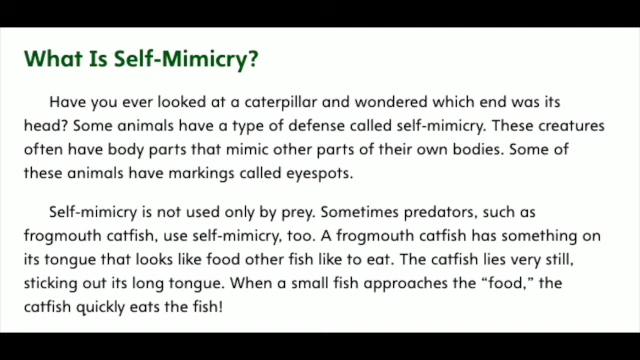 What Is Self-Mimicry?
Have you ever looked at a caterpillar and wondered which end was its
head? Some animals have a type of defense called self-mimicry. These creatures
often have body parts that mimic other parts of their own bodies. Some of
these animals have markings called eyespots.
Self-mimicry is not used only by prey. Sometimes predators, such as
frogmouth catfish, use self-mimicry, too. A frogmouth catfish has something on
its tongue that looks like food other fish like to eat. The catfish lies very still,
sticking out its long tongue. When a small fish approaches the “food,” the
catfish quickly eats the fish!